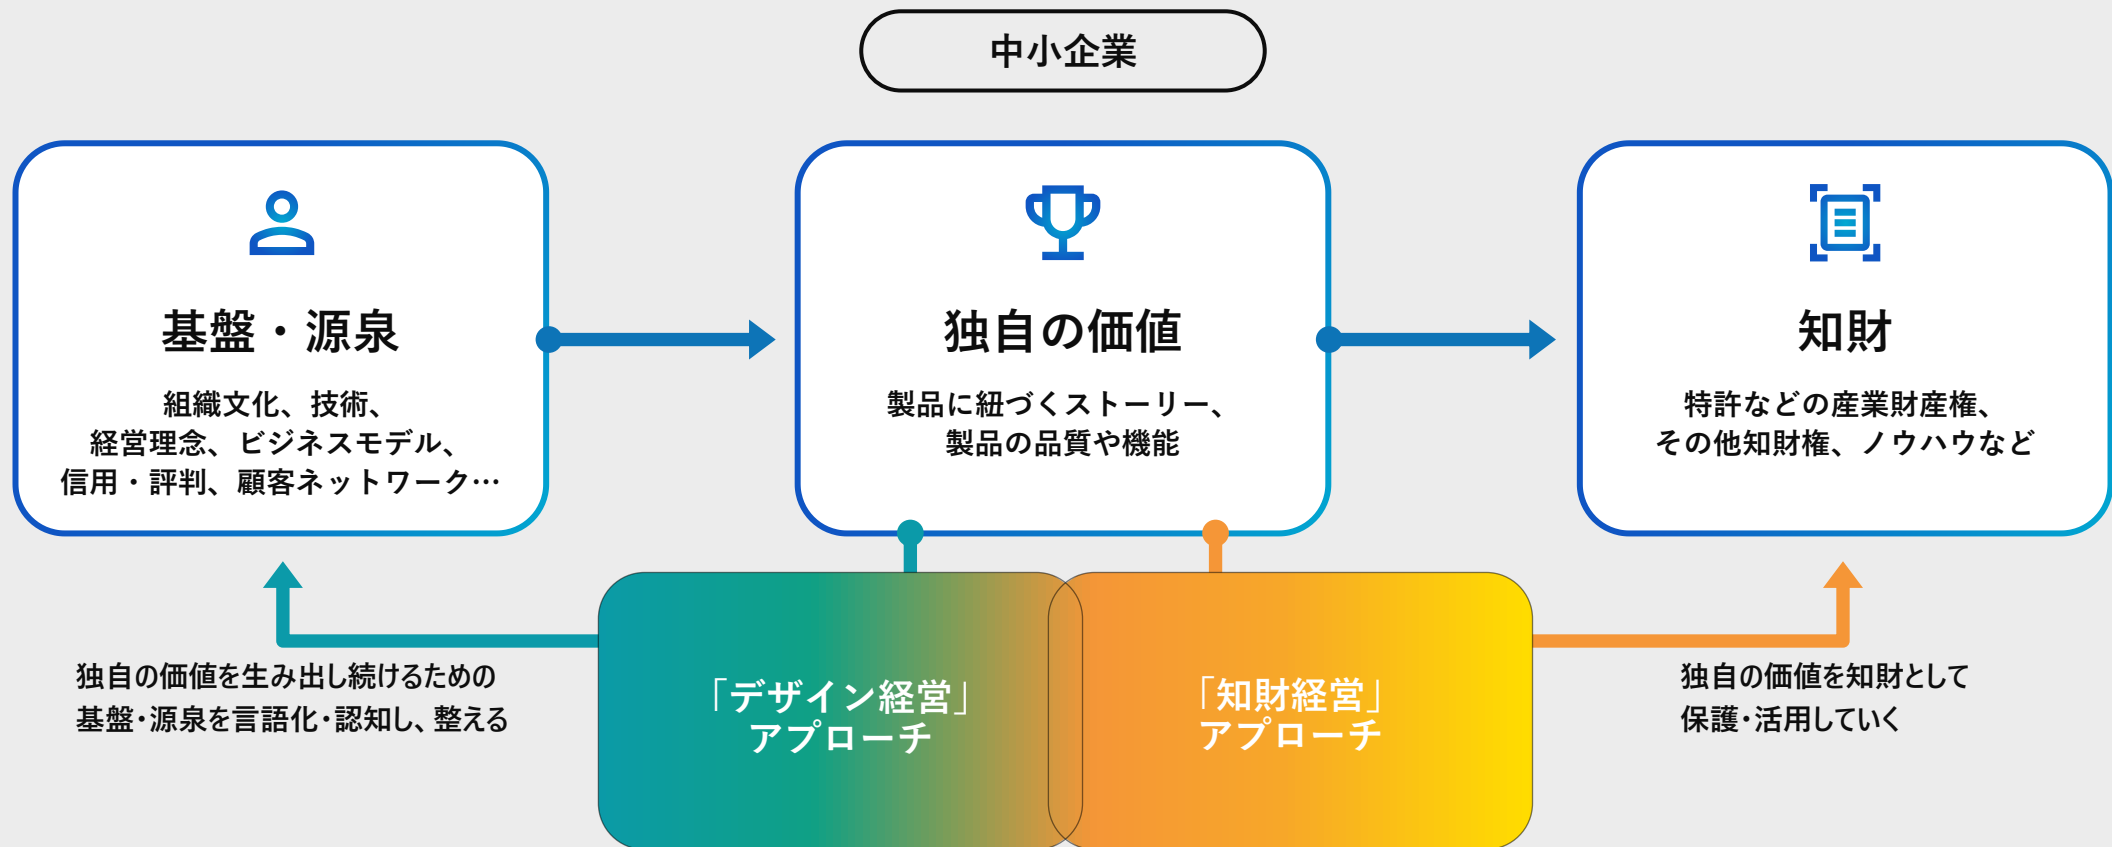 中小企業
基盤・源泉
組織文化、技術、
経営理念、ビジネスモデル、
信用・評判、顧客ネットワーク…
独自の価値
製品に紐づくストーリー、
製品の品質や機能
知財
特許などの産業財産権、
その他知財権、ノウハウなど
独自の価値を生み出し続けるための
基盤・源泉を言語化・認知し、整える
「デザイン経営」
アプローチ
「知財経営」
アプローチ
独自の価値を知財として
保護・活用していく